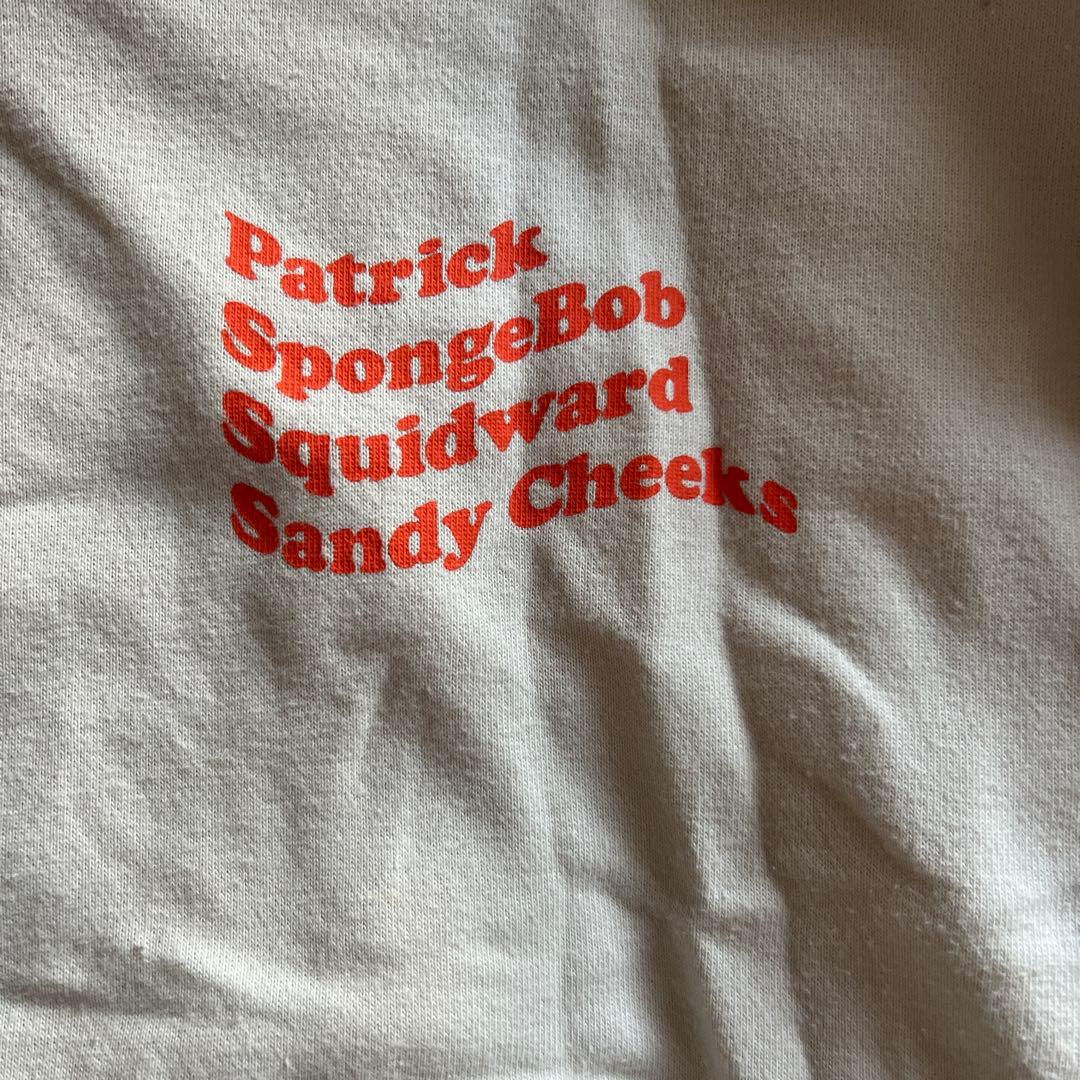 Patrick
SpongeBob
Squidward
Sandy Cheeks